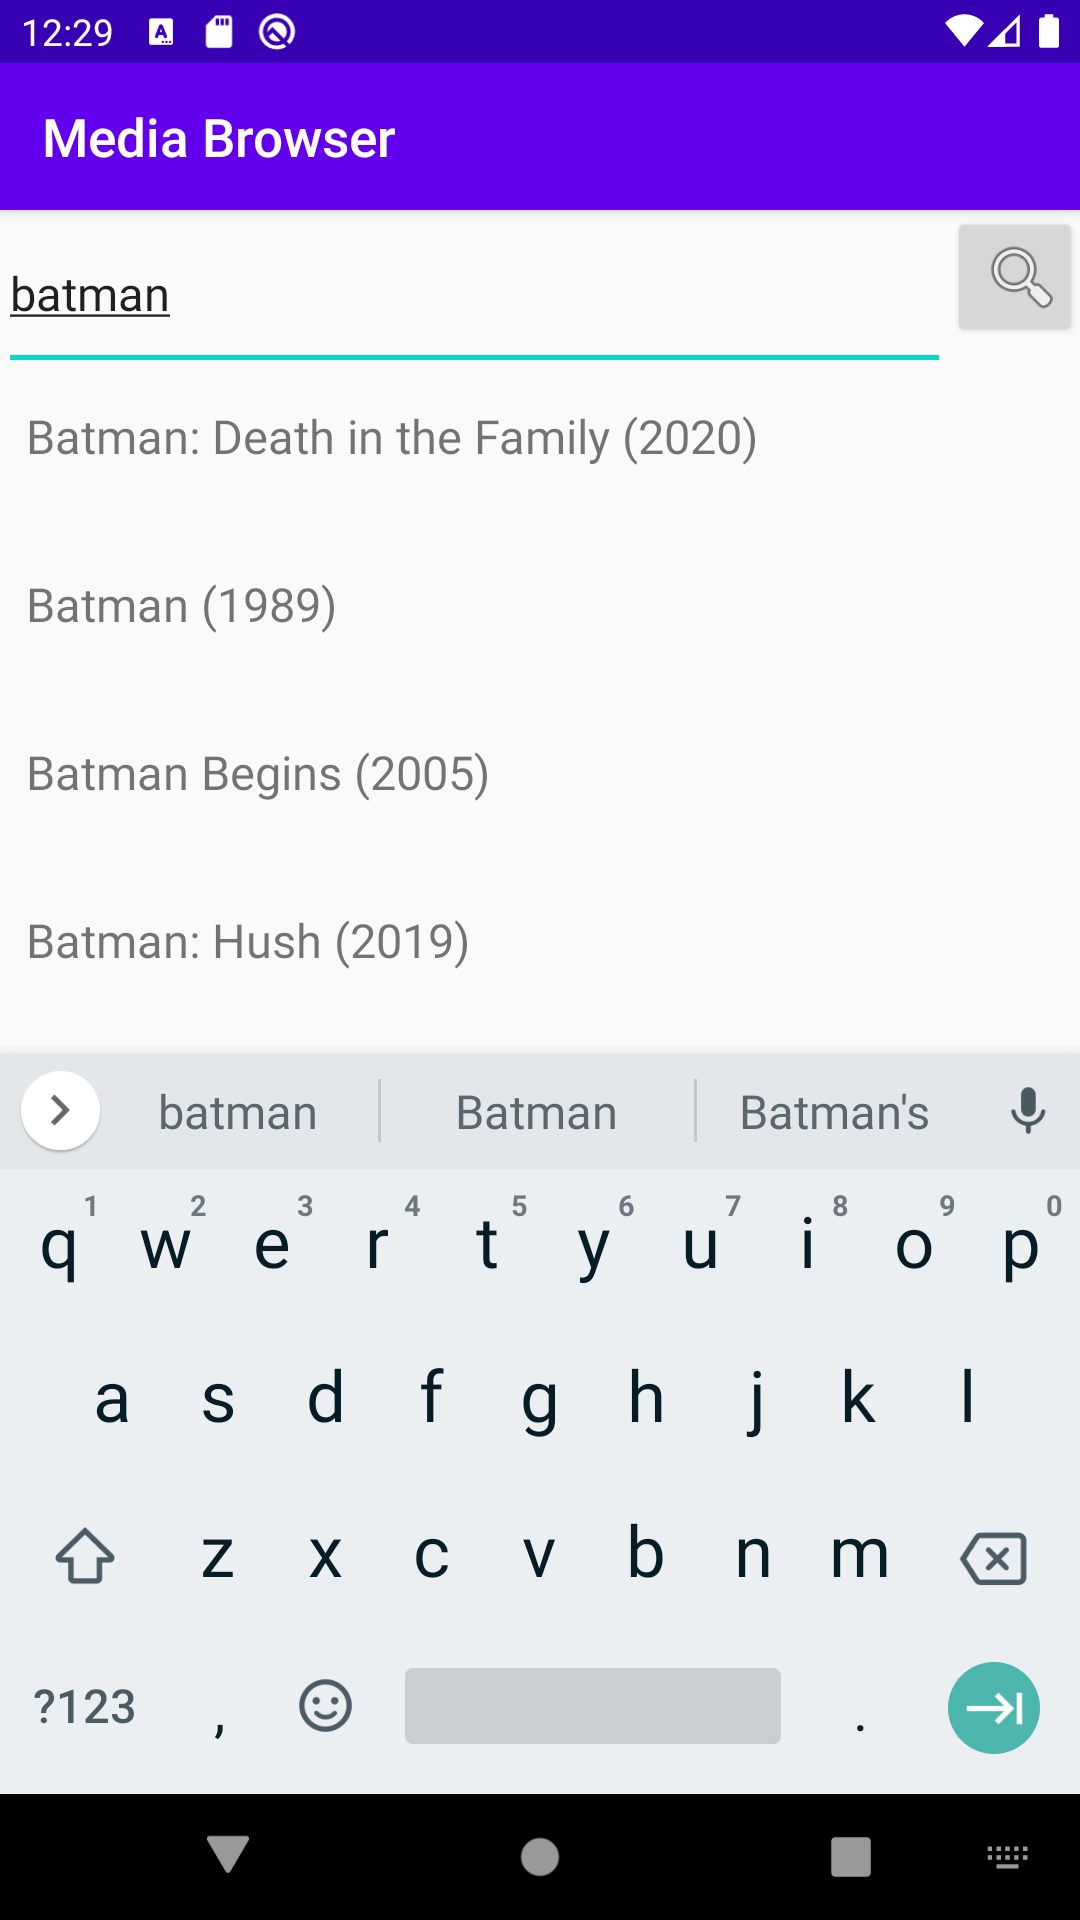 12:29
Media Browser
batman
Batman: Death in the Family (2020)
Batman (1989)
Batman Begins (2005)
Batman: Hush (2019)
batman Batman Batman's
1 2 3 4 5 6 7 8 9 0
q w e r t y u i o p
a s d f g h j k l
z x c v b n m
?123 , .